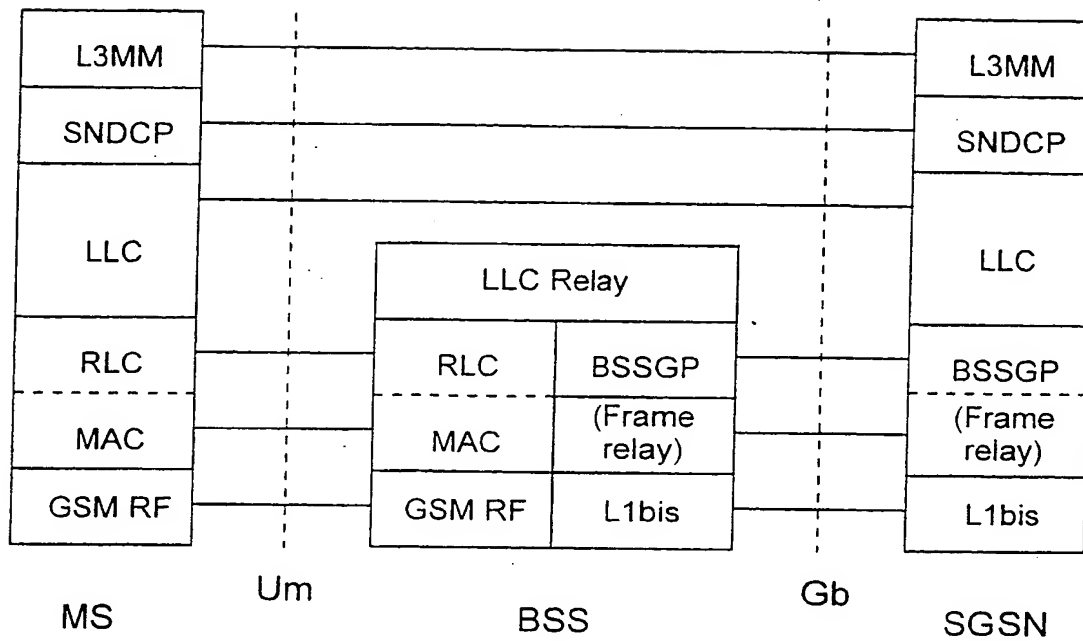 L3MM
L3MM
SNDCP
SNDCP
LLC
LLC
LLC Relay
RLC
RLC
BSSGP
BSSGP
MAC
MAC
(Frame
relay)
(Frame
relay)
GSM RF
GSM RF
L1bis
L1bis
Um
Gb
MS
BSS
SGSN